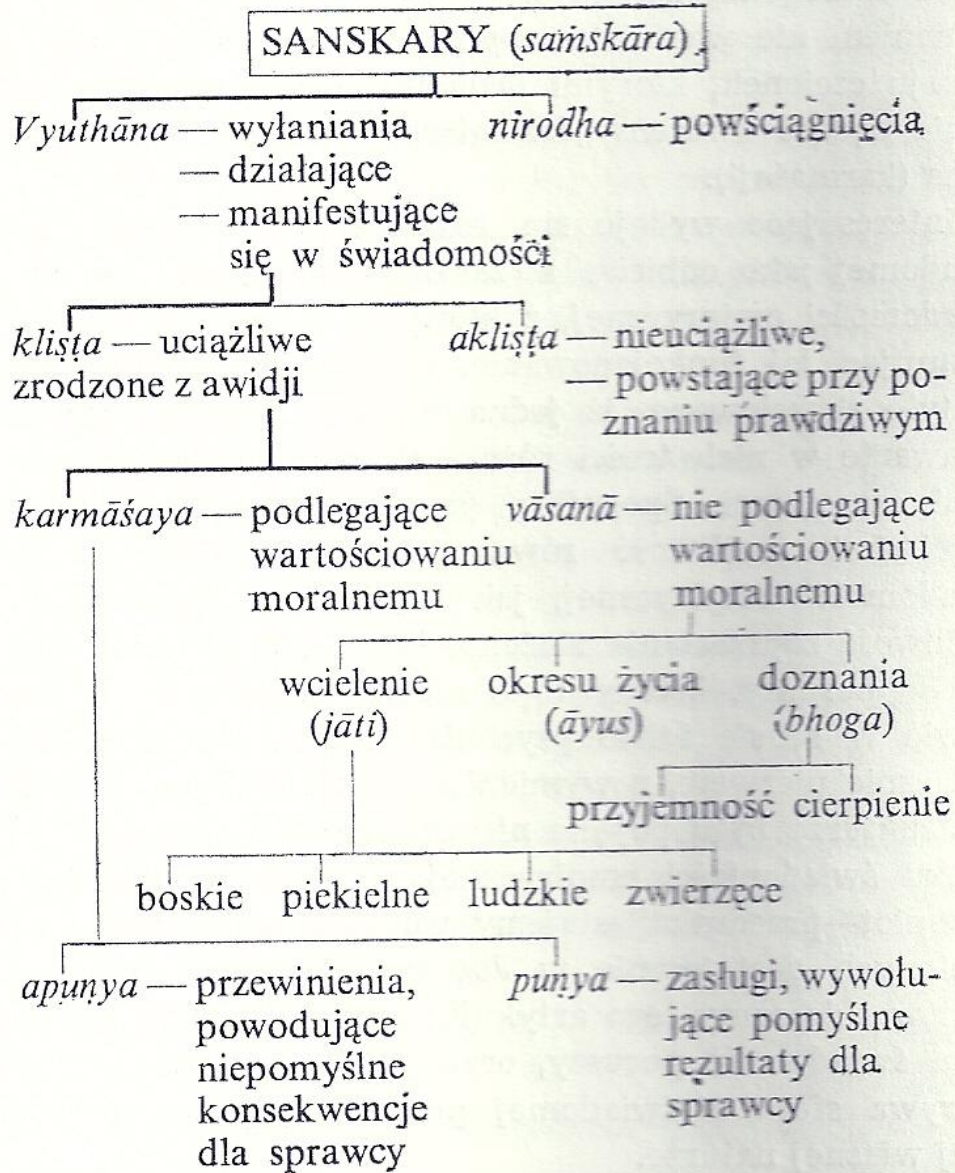 SANSKARY (saṁskāra)
Vyuthāna — wyłaniania nirodha — powściągnięcia
— działające
— manifestujące
się w świadomości
kliṣṭa — uciążliwe akliṣṭa — nieuciążliwe,
zrodzone z awidji — powstające przy po-
znaniu prawdziwym
karmāśaya — podlegające vāsanā — nie podlegające
wartościowaniu wartościowaniu
moralnemu moralnemu
wcielenie okresu życia doznania
(jāti) (āyus) (bhoga)
przyjemność cierpienie
boskie piekielne ludzkie zwierzęce
apuṇya — przewinienia, puṇya — zasługi, wywołu-
powodujące jące pomyślne
niepomyślne rezultaty dla
konsekwencje sprawcy
dla sprawcy